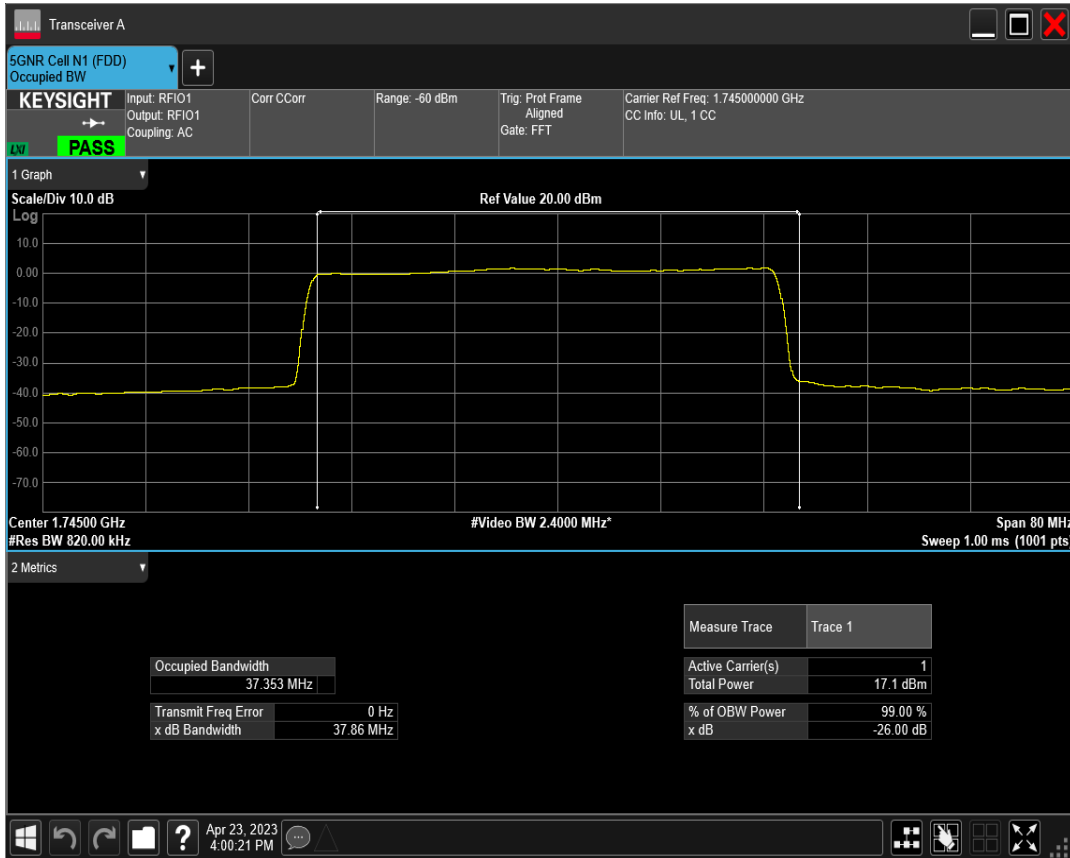 Transceiver A
5GNR Cell N1 (FDD)
Occupied BW
+
KEYSIGHT
LXI
PASS
Input: RFIO1
Output: RFIO1
Coupling: AC
Corr CCorr
Range: -60 dBm
Trig: Prot Frame
Aligned
Gate: FFT
Carrier Ref Freq: 1.745000000 GHz
CC Info: UL, 1 CC
1 Graph
Scale/Div 10.0 dB
Ref Value 20.00 dBm
Log
10.0
0.00
-10.0
-20.0
-30.0
-40.0
-50.0
-60.0
-70.0
Center 1.74500 GHz
#Video BW 2.4000 MHz*
Span 80 MHz
#Res BW 820.00 kHz
Sweep 1.00 ms (1001 pts)
2 Metrics
Measure Trace Trace 1
Occupied Bandwidth
37.353 MHz
Active Carrier(s) 1
Total Power 17.1 dBm
Transmit Freq Error 0 Hz
x dB Bandwidth 37.86 MHz
% of OBW Power 99.00 %
x dB -26.00 dB
?
Apr 23, 2023
4:00:21 PM